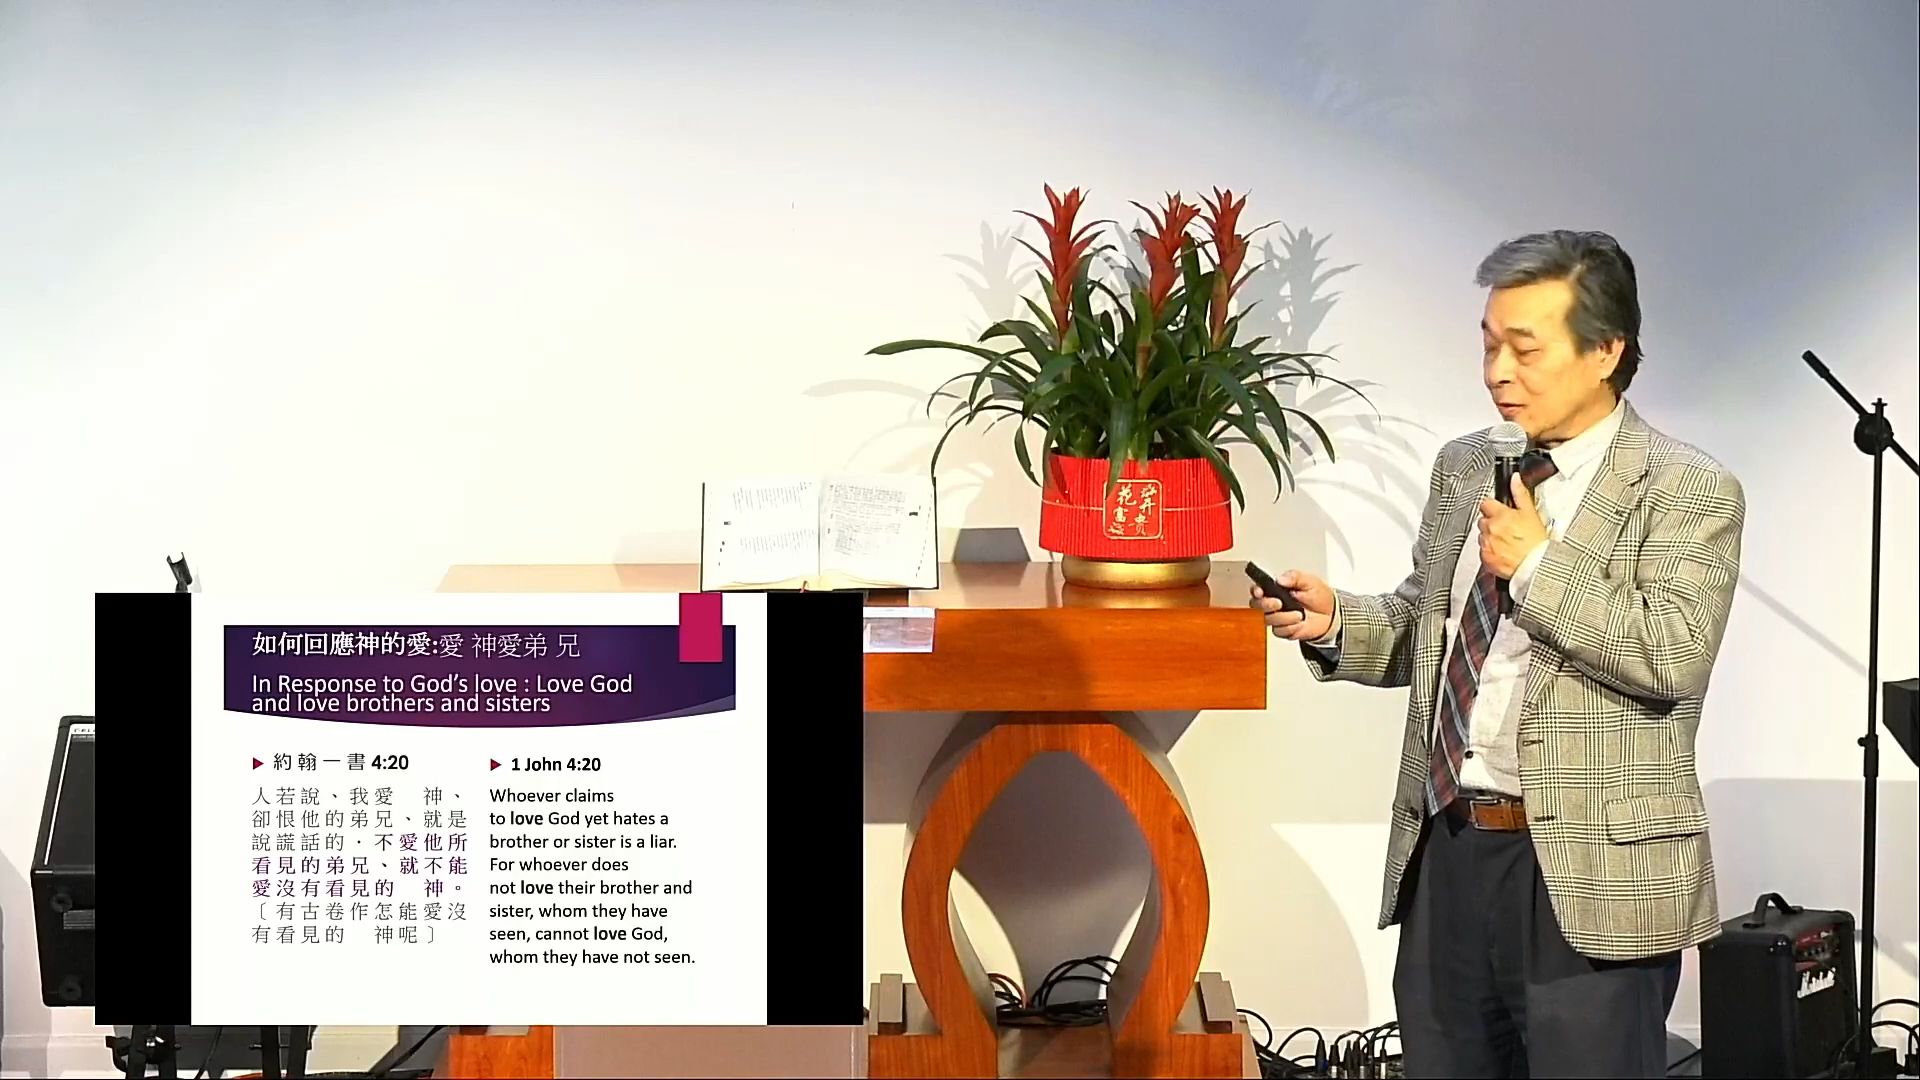 如何回應神的愛:愛 神愛弟 兄
In Response to God's love : Love God
and love brothers and sisters
約翰一書 4:20
人若說、我愛 神、
卻恨他的弟兄、就是
說謊話的．不愛他所
看見的弟兄、就不能
愛沒有看見的 神。
〔有古卷作怎能愛沒
有看見的 神呢〕
1 John 4:20
Whoever claims
to love God yet hates a
brother or sister is a liar.
For whoever does
not love their brother and
sister, whom they have
seen, cannot love God,
whom they have not seen.
花開
富貴